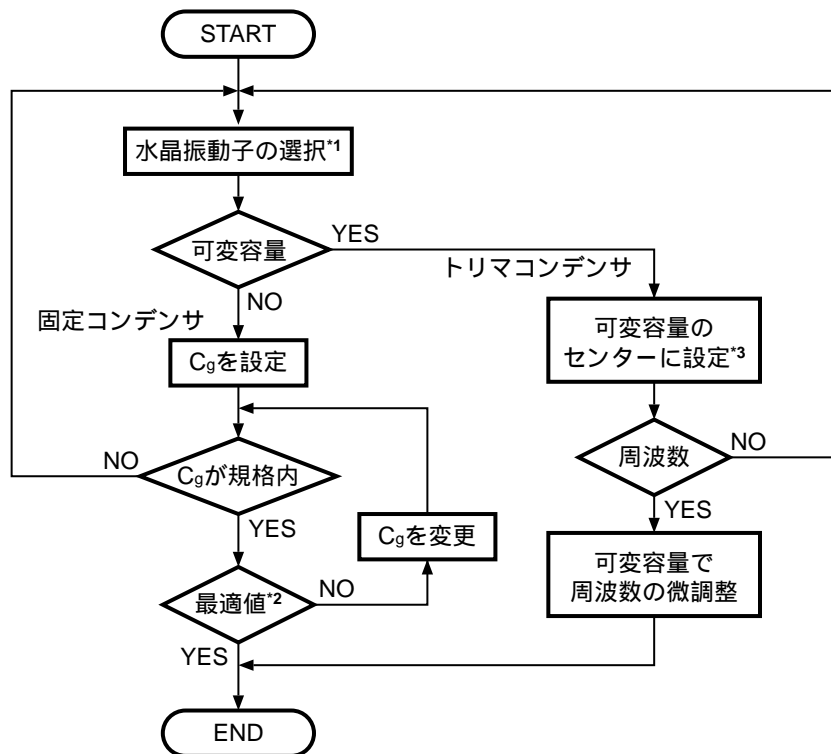 START
水晶振動子の選択*1
可変容量
YES
トリマコンデンサ
NO
固定コンデンサ
Cgを設定
可変容量の
センターに設定*3
NO
Cgが規格内
周波数
NO
YES
Cgを変更
YES
可変容量で
周波数の微調整
最適値*2
NO
YES
END